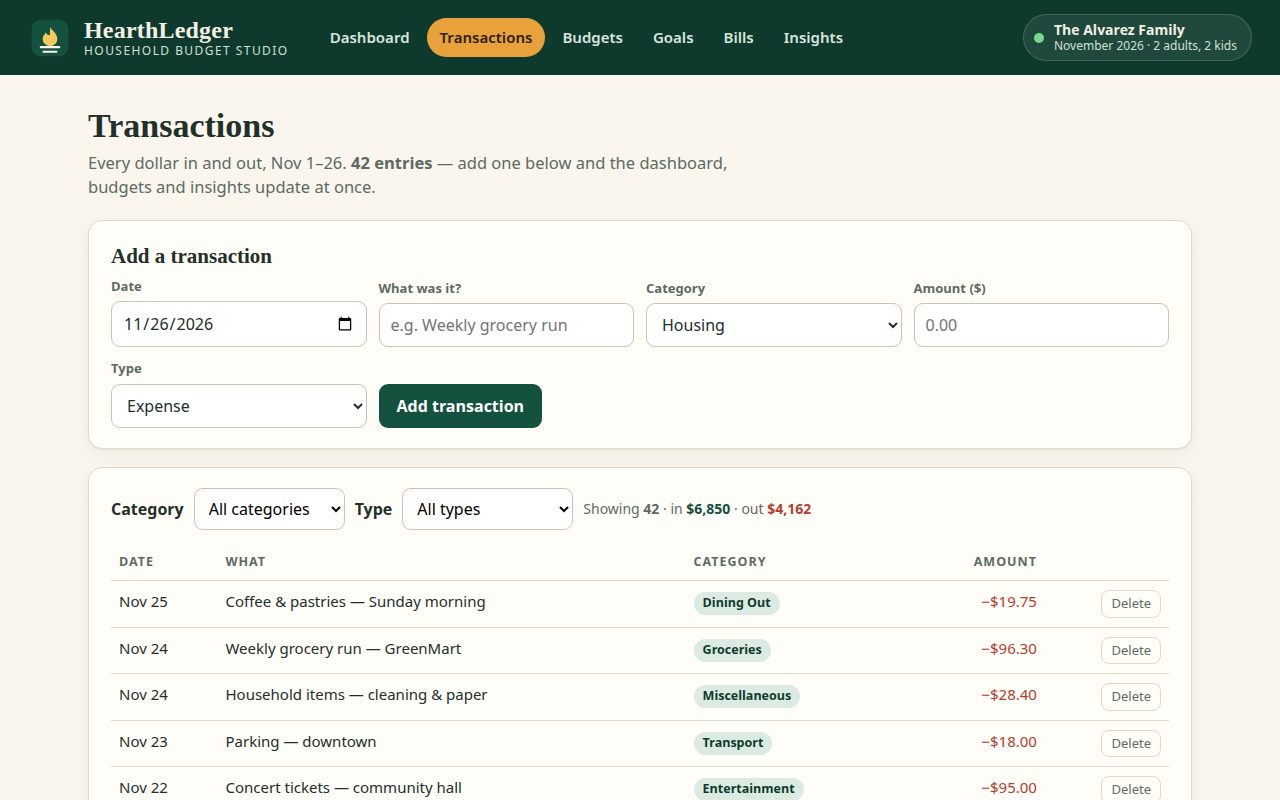 HearthLedger
HOUSEHOLD BUDGET STUDIO
Dashboard Transactions Budgets Goals Bills Insights
The Alvarez Family
November 2026 · 2 adults, 2 kids
Transactions
Every dollar in and out, Nov 1–26. 42 entries — add one below and the dashboard,
budgets and insights update at once.
Add a transaction
Date What was it? Category Amount ($)
11/26/2026 e.g. Weekly grocery run Housing 0.00
Type
Expense Add transaction
Category All categories Type All types Showing 42 · in $6,850 · out $4,162
DATE WHAT CATEGORY AMOUNT
Nov 25 Coffee & pastries — Sunday morning Dining Out −$19.75 Delete
Nov 24 Weekly grocery run — GreenMart Groceries −$96.30 Delete
Nov 24 Household items — cleaning & paper Miscellaneous −$28.40 Delete
Nov 23 Parking — downtown Transport −$18.00 Delete
Nov 22 Concert tickets — community hall Entertainment −$95.00 Delete